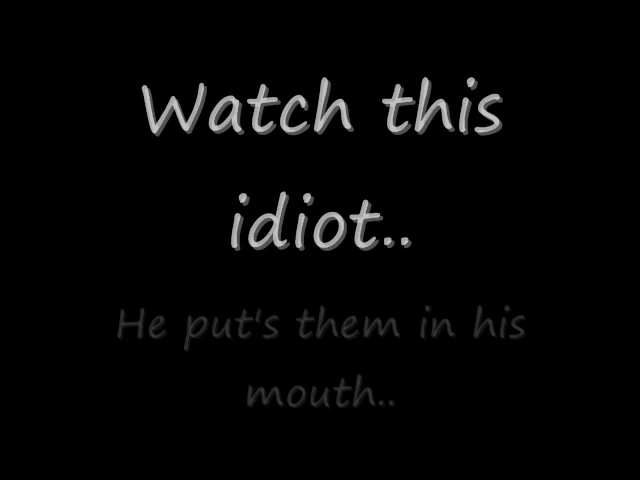 Watch this
idiot..
He put's them in his
mouth..